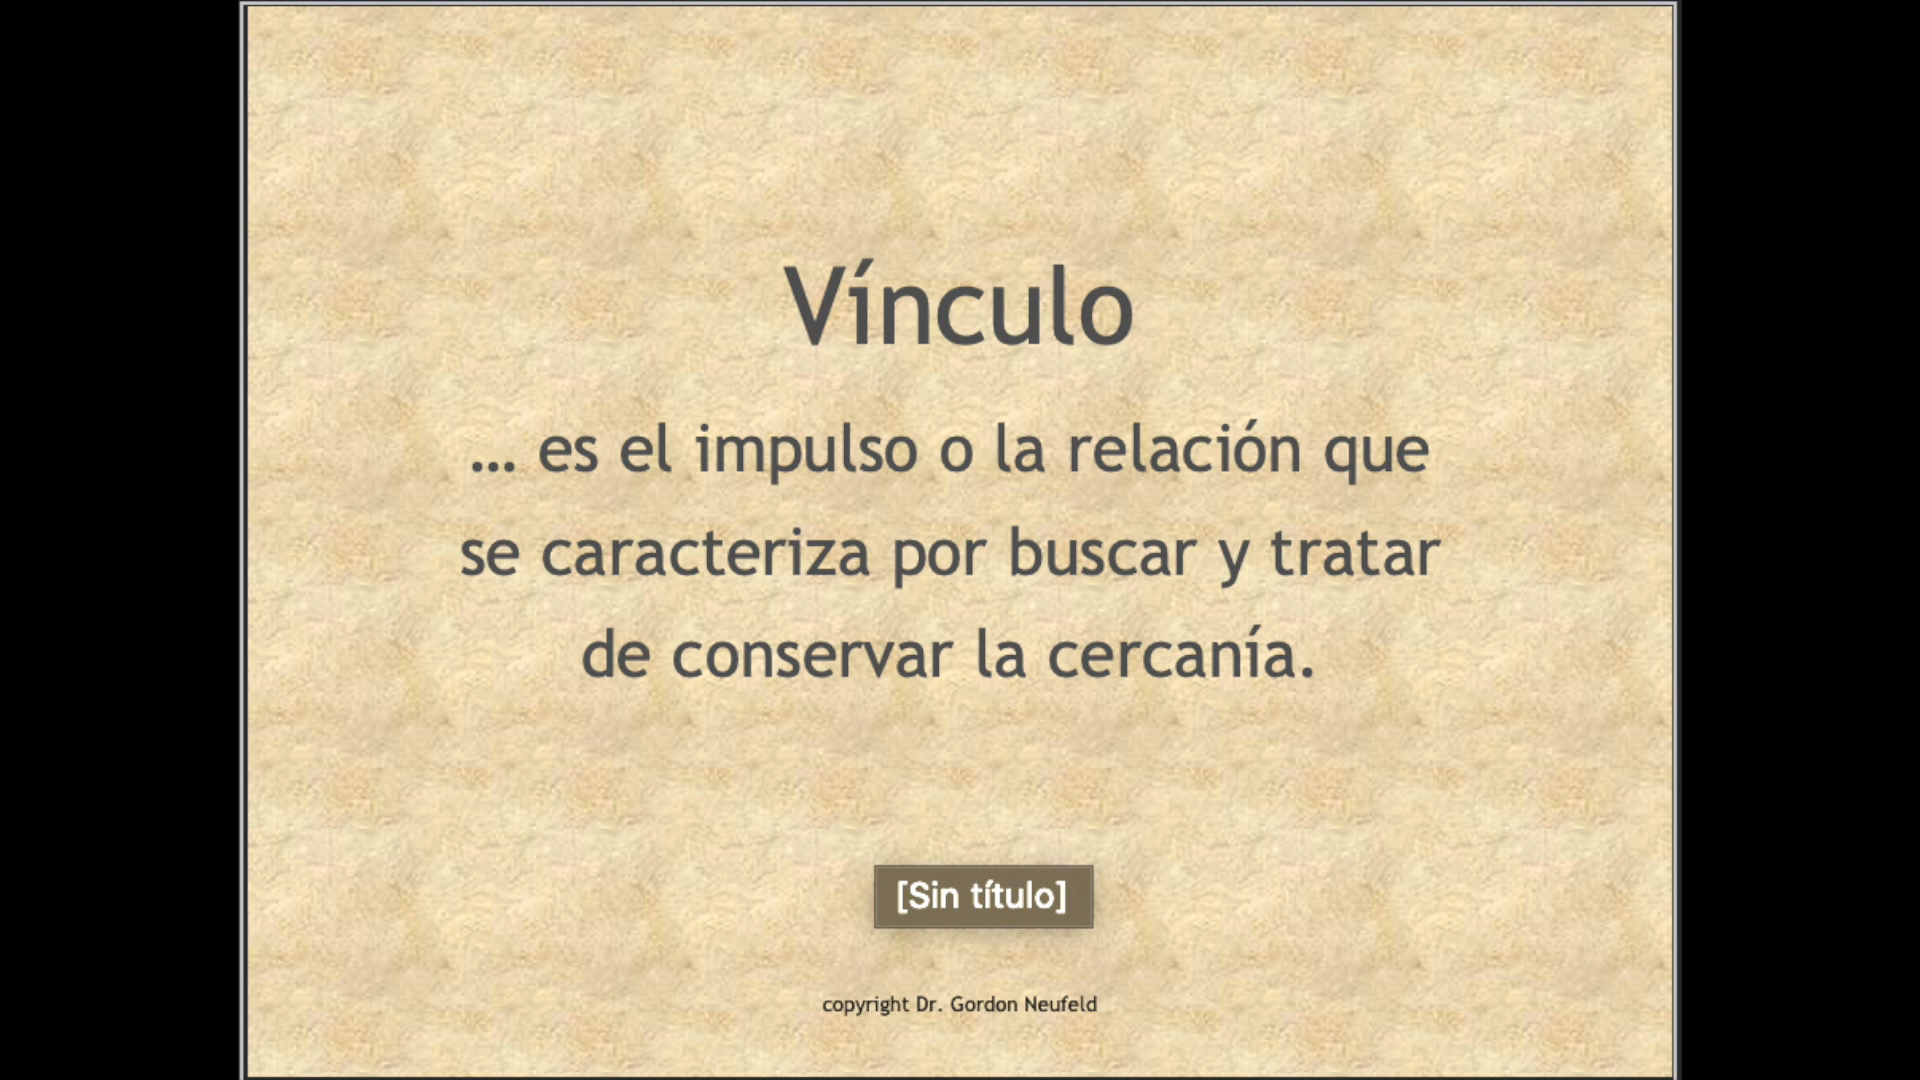 Vínculo
... es el impulso o la relación que
se caracteriza por buscar y tratar
de conservar la cercanía.
[Sin título]
copyright Dr. Gordon Neufeld